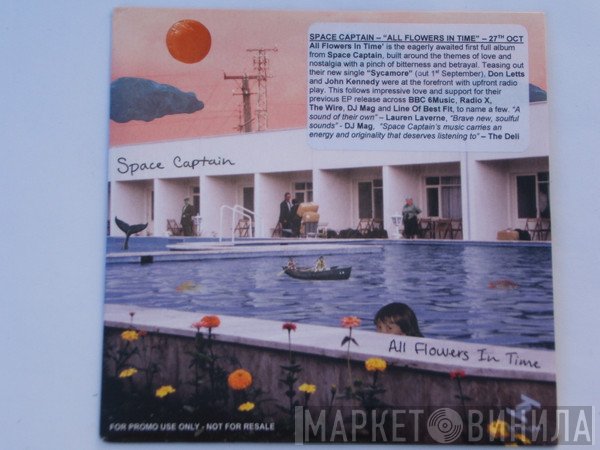 SPACE CAPTAIN – “ALL FLOWERS IN TIME” – 27TH OCT
All Flowers In Time’ is the eagerly awaited first full album
from Space Captain, built around the themes of love and
nostalgia with a pinch of bitterness and betrayal. Teasing out
their new single “Sycamore” (out 1st September), Don Letts
and John Kennedy were at the forefront with upfront radio
play. This follows impressive love and support for their
previous EP release across BBC 6Music, Radio X,
The Wire, DJ Mag and Line Of Best Fit, to name a few. “A
sound of their own” – Lauren Laverne, “Brave new, soulful
sounds” - DJ Mag, “Space Captain’s music carries an
energy and originality that deserves listening to” – The Deli
Space Captain
All Flowers In Time
FOR PROMO USE ONLY - NOT FOR RESALE
МАРКЕТ ВИНИЛА